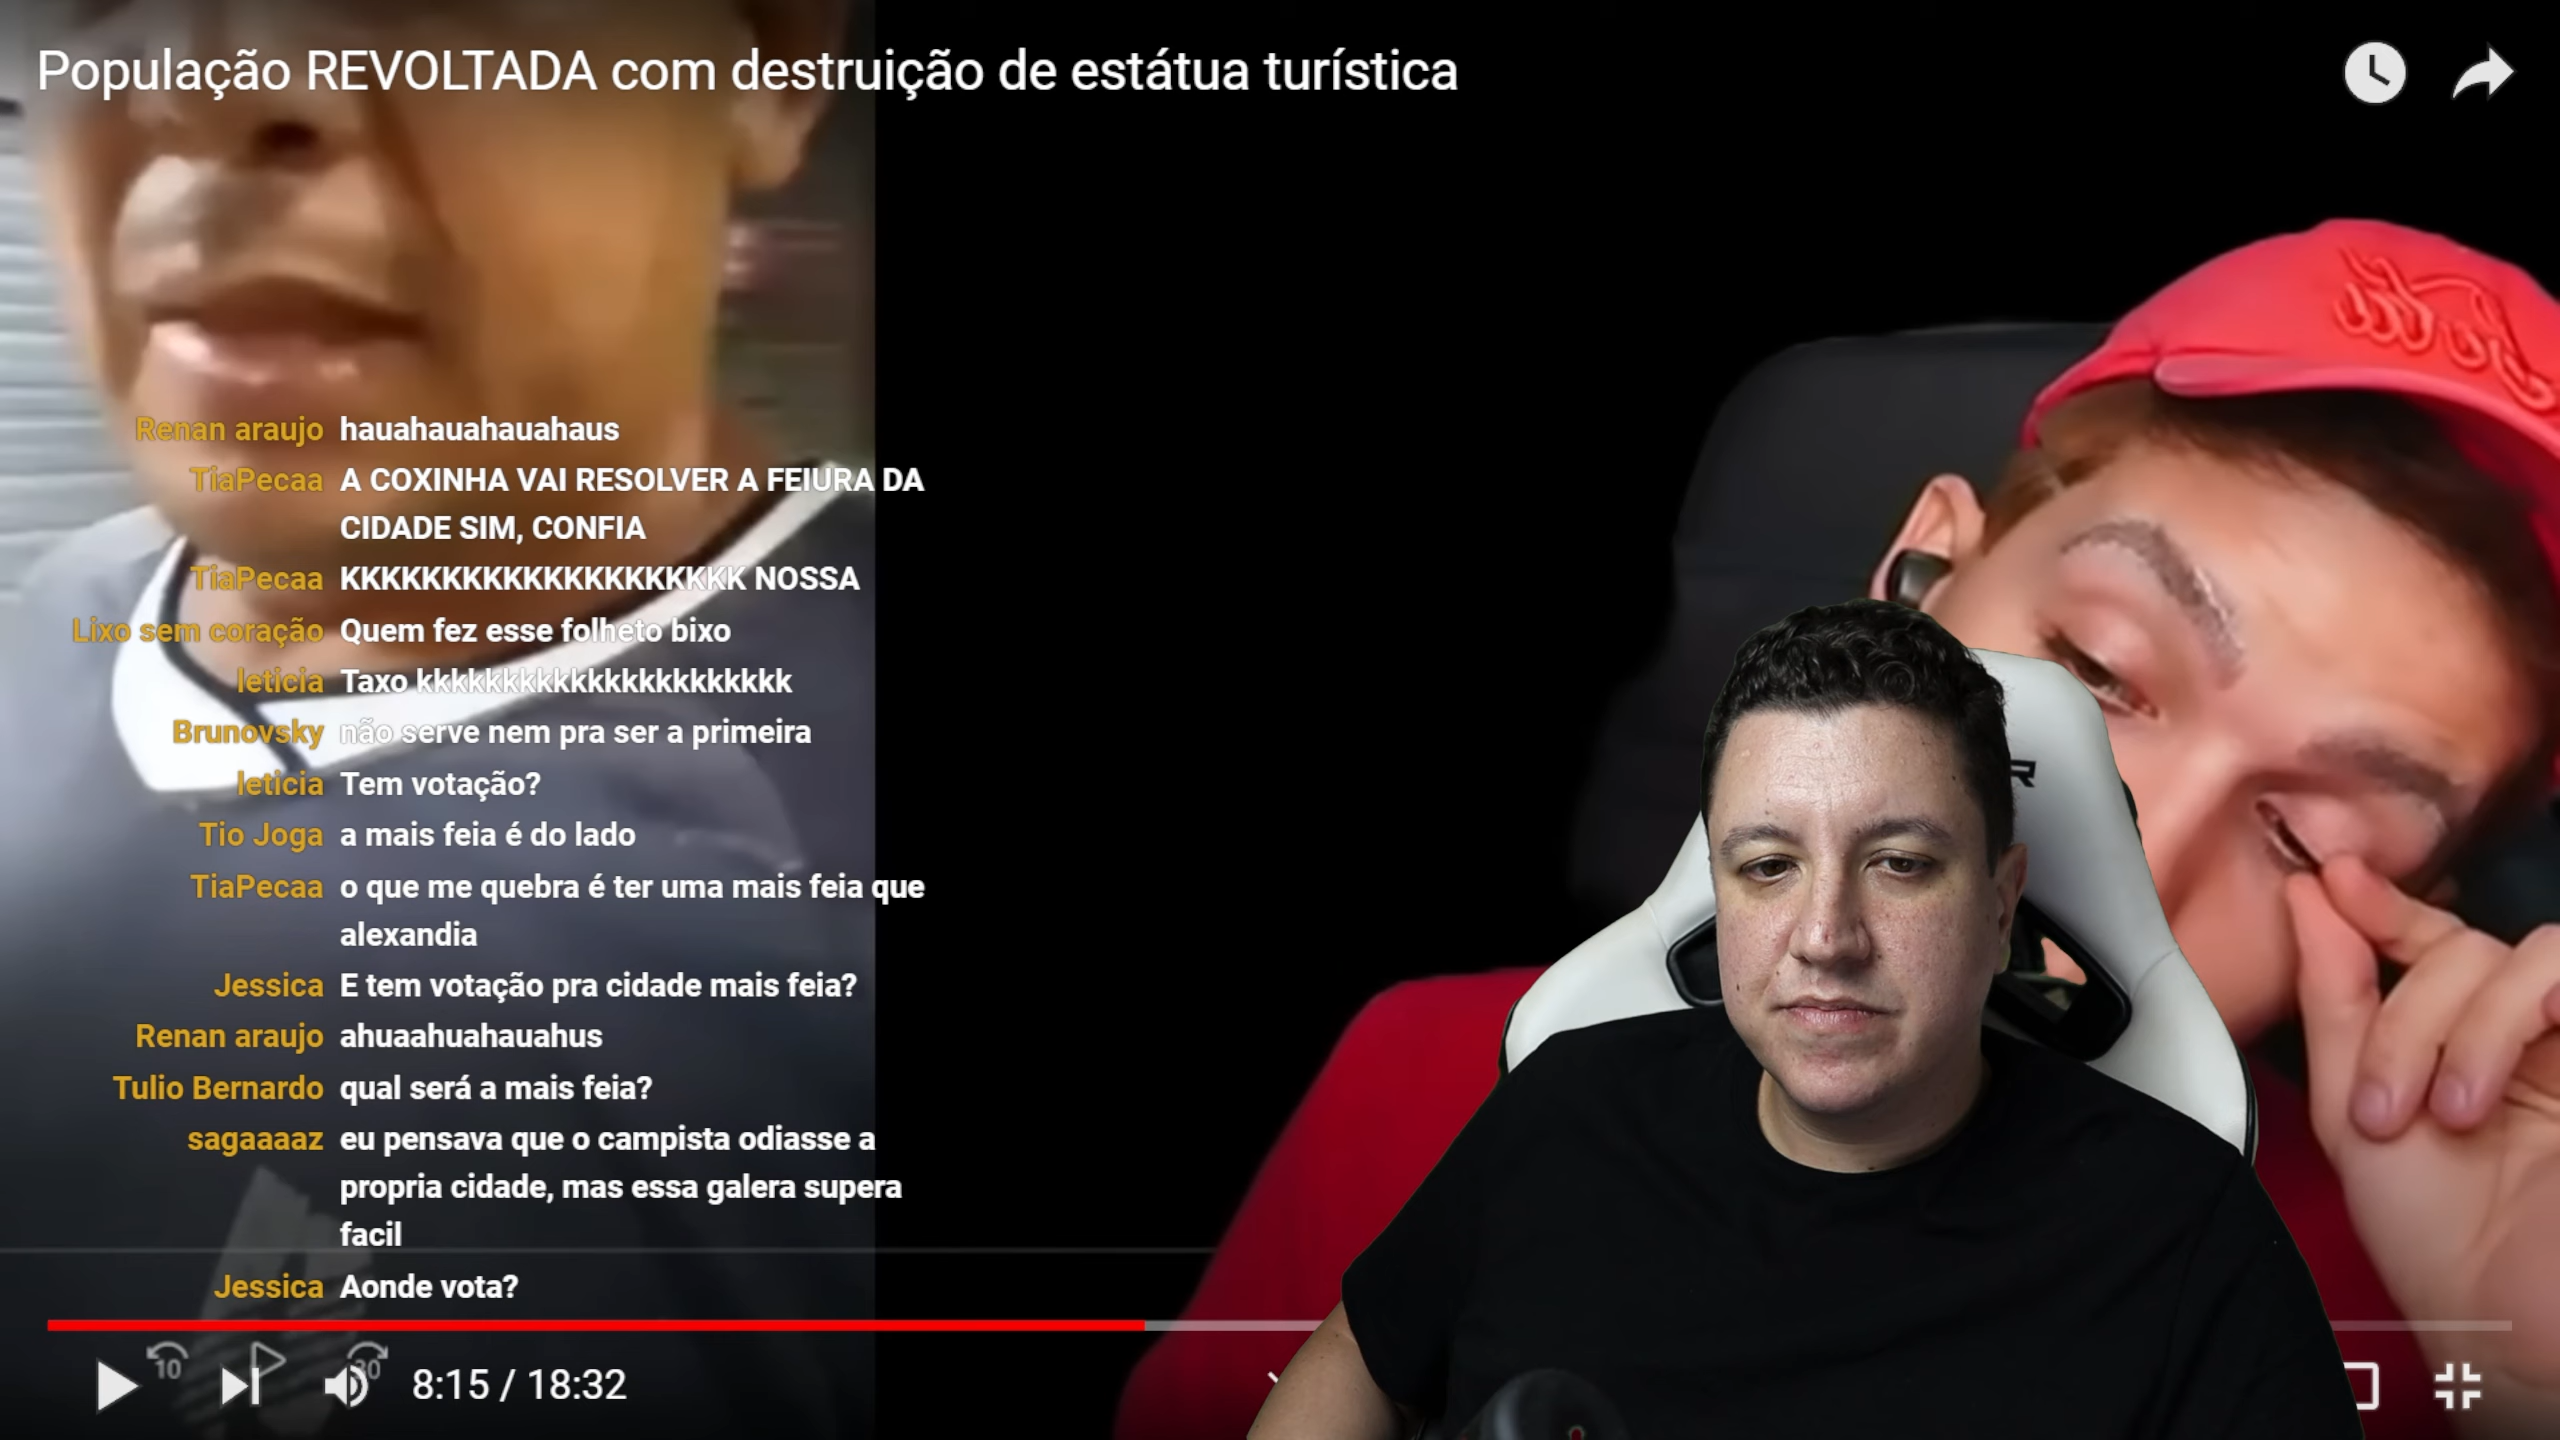 População REVOLTADA com destruição de estátua turística
Renan araujo hauahauahauahaus
TiaPecaa A COXINHA VAI RESOLVER A FEIURA DA
CIDADE SIM, CONFIA
TiaPecaa KKKKKKKKKKKKKKKKKKKK NOSSA
Lixo sem coração Quem fez esse folheto bixo
leticia Taxo kkkkkkkkkkkkkkkkkkkkkk
Brunovsky não serve nem pra ser a primeira
leticia Tem votação?
Tio Joga a mais feia é do lado
TiaPecaa o que me quebra é ter uma mais feia que
alexandia
Jessica E tem votação pra cidade mais feia?
Renan araujo ahuaahuahauahus
Tulio Bernardo qual será a mais feia?
sagaaaaz eu pensava que o campista odiasse a
propria cidade, mas essa galera supera
facil
Jessica Aonde vota?
10
30
8:15 / 18:32